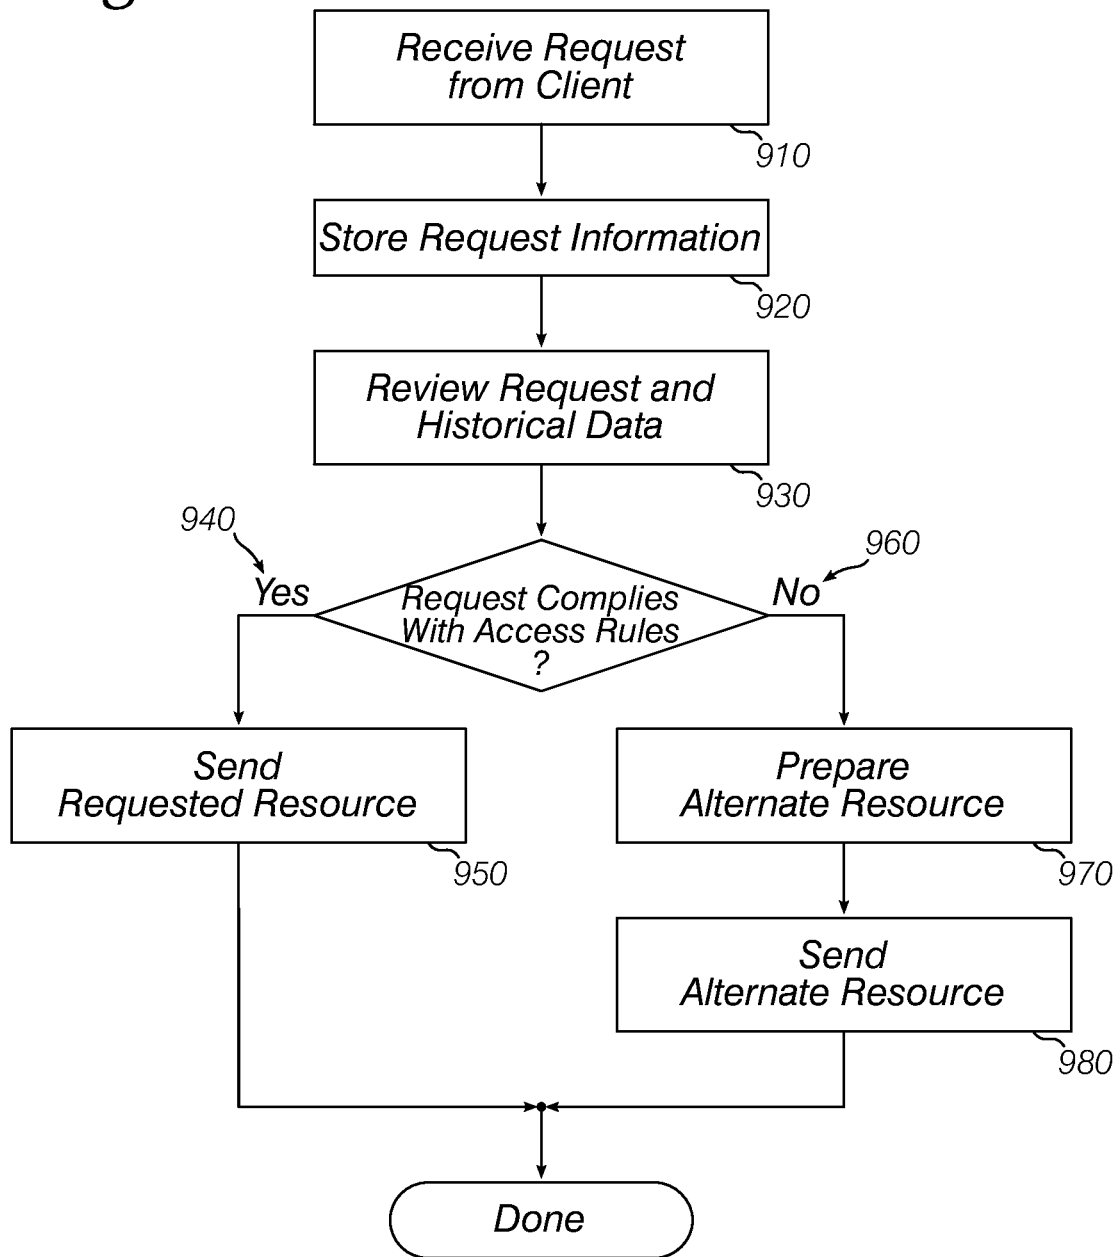 Receive Request
from Client
910
Store Request Information
920
Review Request and
Historical Data
930
940
960
Yes
No
Request Complies
With Access Rules
?
Send
Requested Resource
950
Prepare
Alternate Resource
970
Send
Alternate Resource
980
Done